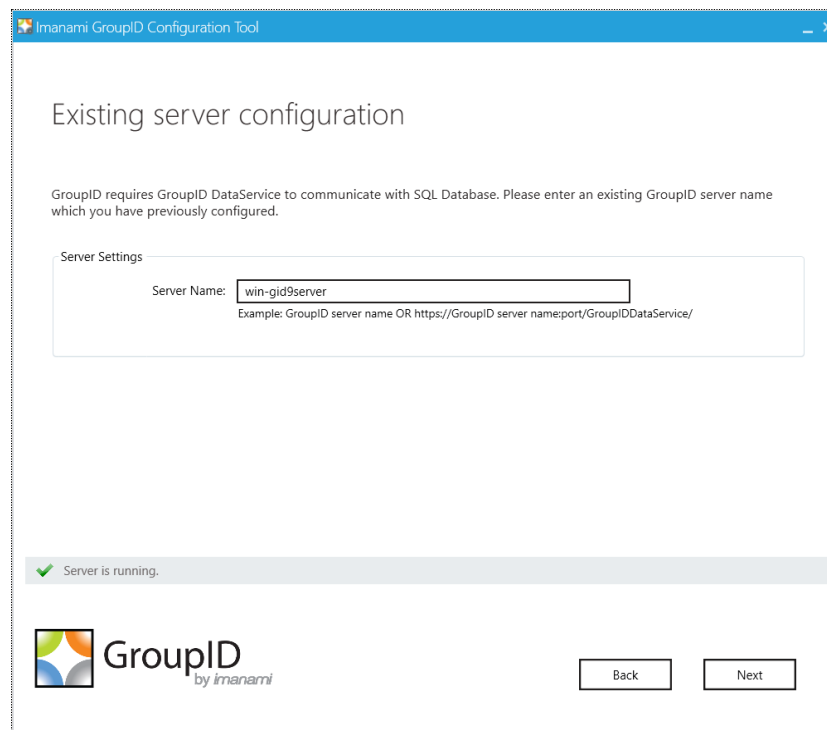 Imanami GroupID Configuration Tool
Existing server configuration
GroupID requires GroupID DataService to communicate with SQL Database. Please enter an existing GroupID server name
which you have previously configured.
Server Settings
Server Name: win-gid9server
Example: GroupID server name OR https://GroupID server name:port/GroupIDDataService/
Server is running.
GroupID
by imanami
Back Next